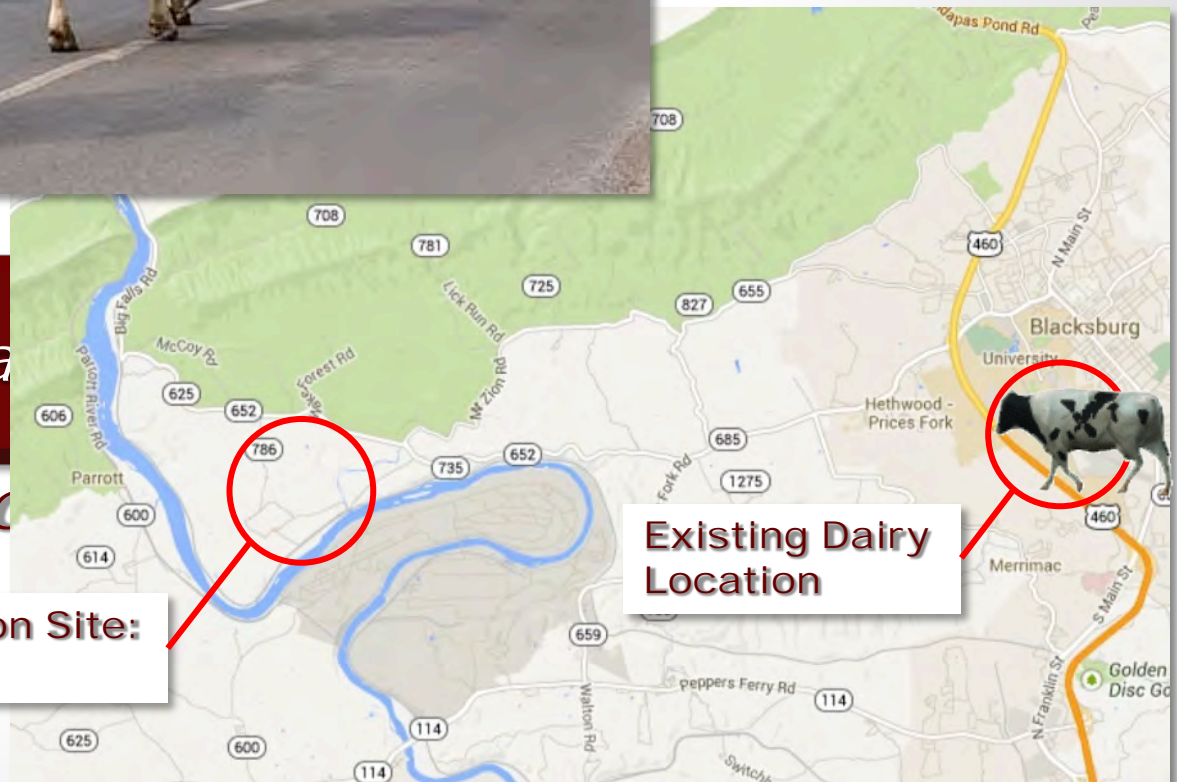 708
708
781
725
827
655
460
N Main St
Blacksburg
University
Hethwood -
Prices Fork
Big Falls Rd
McCoy Rd
Lick Run Rd
Forest Rd
Mt Zion Rd
Parrott River Rd
625
606
652
786
735
652
685
1275
Fork Rd
Parrott
600
614
Existing Dairy
Location
460
Merrimac
S Main St
on Site:
659
Peppers Ferry Rd
114
Walton Rd
N Franklin St
Golden
114
625
600
114